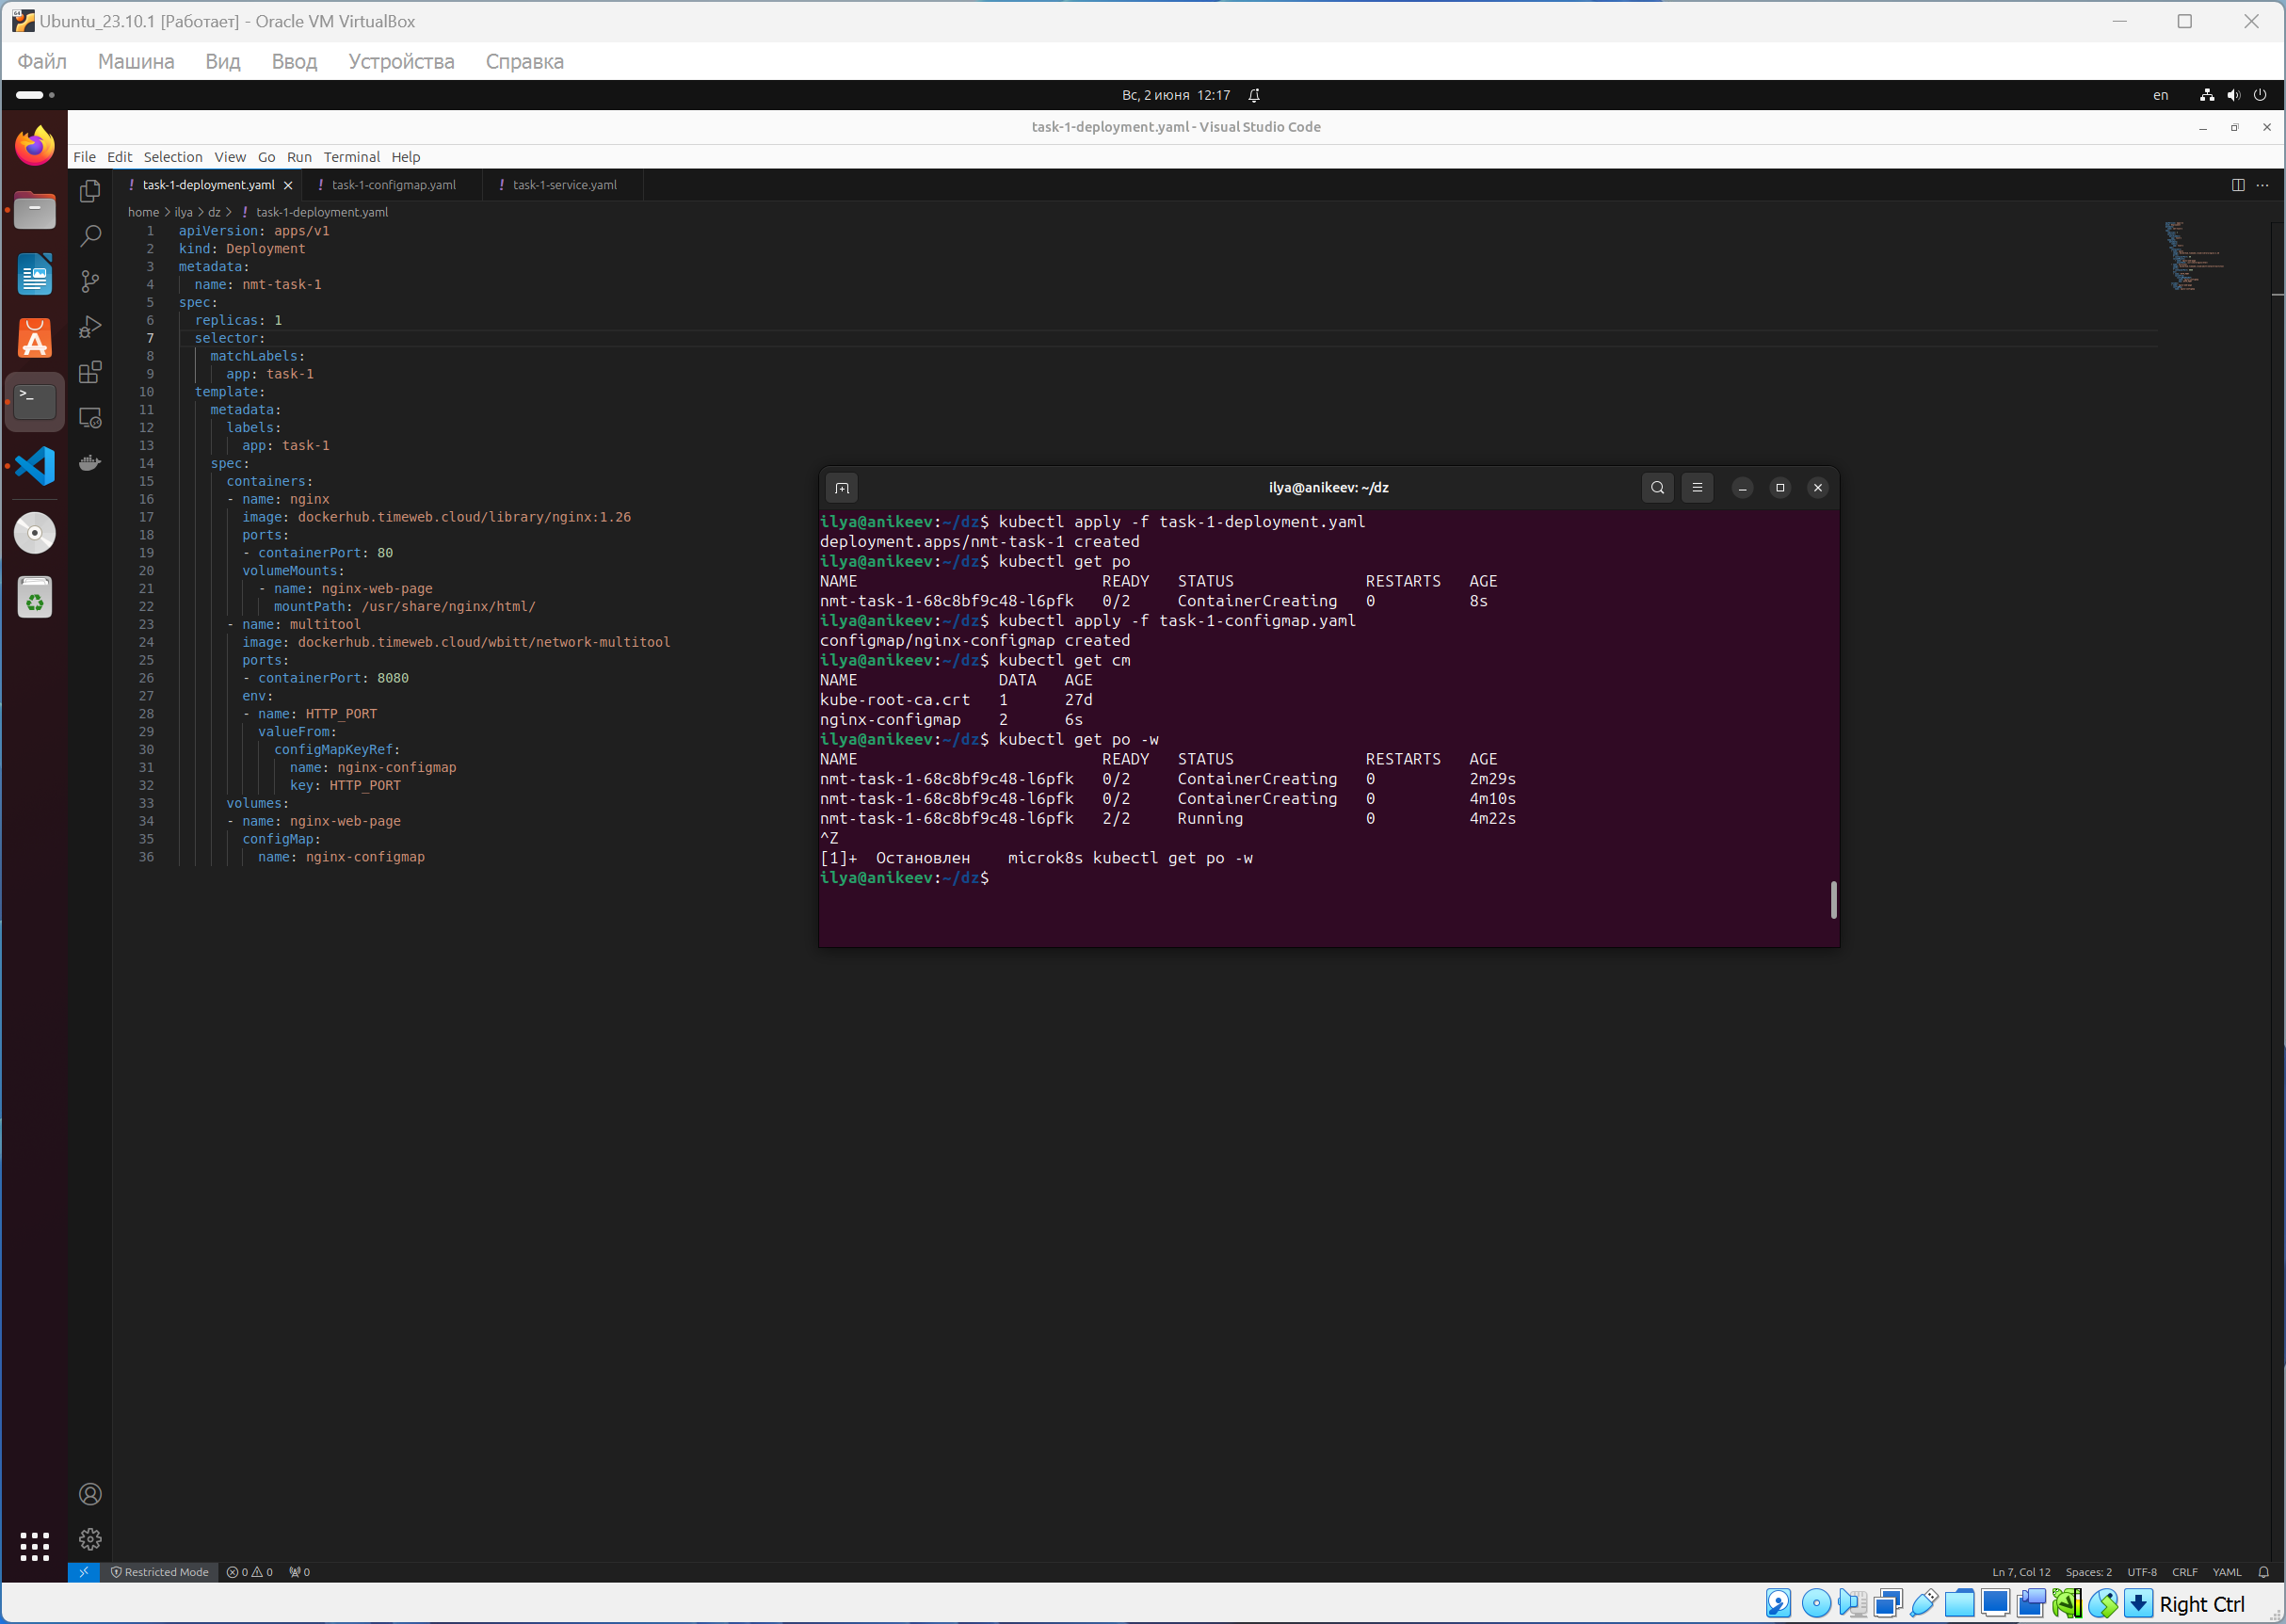 Ubuntu_23.10.1 [Работает] - Oracle VM VirtualBox
Файл Машина Вид Ввод Устройства Справка
Вс, 2 июня 12:17
en
task-1-deployment.yaml - Visual Studio Code
File Edit Selection View Go Run Terminal Help
! task-1-deployment.yaml ! task-1-configmap.yaml ! task-1-service.yaml
home > ilya > dz > ! task-1-deployment.yaml
1 apiVersion: apps/v1
2 kind: Deployment
3 metadata:
4 name: nmt-task-1
5 spec:
6 replicas: 1
7 selector:
8 matchLabels:
9 app: task-1
10 template:
11 metadata:
12 labels:
13 app: task-1
14 spec:
15 containers:
16 - name: nginx
17 image: dockerhub.timeweb.cloud/library/nginx:1.26
18 ports:
19 - containerPort: 80
20 volumeMounts:
21 - name: nginx-web-page
22 mountPath: /usr/share/nginx/html/
23 - name: multitool
24 image: dockerhub.timeweb.cloud/wbitt/network-multitool
25 ports:
26 - containerPort: 8080
27 env:
28 - name: HTTP_PORT
29 valueFrom:
30 configMapKeyRef:
31 name: nginx-configmap
32 key: HTTP_PORT
33 volumes:
34 - name: nginx-web-page
35 configMap:
36 name: nginx-configmap
ilya@anikeev: ~/dz
ilya@anikeev:~/dz$ kubectl apply -f task-1-deployment.yaml
deployment.apps/nmt-task-1 created
ilya@anikeev:~/dz$ kubectl get po
NAME READY STATUS RESTARTS AGE
nmt-task-1-68c8bf9c48-l6pfk 0/2 ContainerCreating 0 8s
ilya@anikeev:~/dz$ kubectl apply -f task-1-configmap.yaml
configmap/nginx-configmap created
ilya@anikeev:~/dz$ kubectl get cm
NAME DATA AGE
kube-root-ca.crt 1 27d
nginx-configmap 2 6s
ilya@anikeev:~/dz$ kubectl get po -w
NAME READY STATUS RESTARTS AGE
nmt-task-1-68c8bf9c48-l6pfk 0/2 ContainerCreating 0 2m29s
nmt-task-1-68c8bf9c48-l6pfk 0/2 ContainerCreating 0 4m10s
nmt-task-1-68c8bf9c48-l6pfk 2/2 Running 0 4m22s
^Z
[1]+ Остановлен microk8s kubectl get po -w
ilya@anikeev:~/dz$
Restricted Mode 0 0 0
Ln 7, Col 12 Spaces: 2 UTF-8 CRLF YAML
Right Ctrl